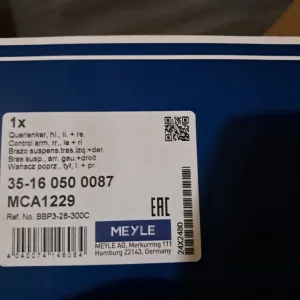 1x
Querlenker, hi., li. + re.
Control arm, rr., le + ri
Brazo suspens.tras.izq.+der.
Bras susp., arr. gau.+droit
Wahacz poprz., tył, l. + pr.
35-16 050 0087
MCA1229
Ref. No. BBP3-28-300C
EAC
MEYLE
MEYLE AG, Merkurring 111
Hamburg 22143, Germany
24X2480